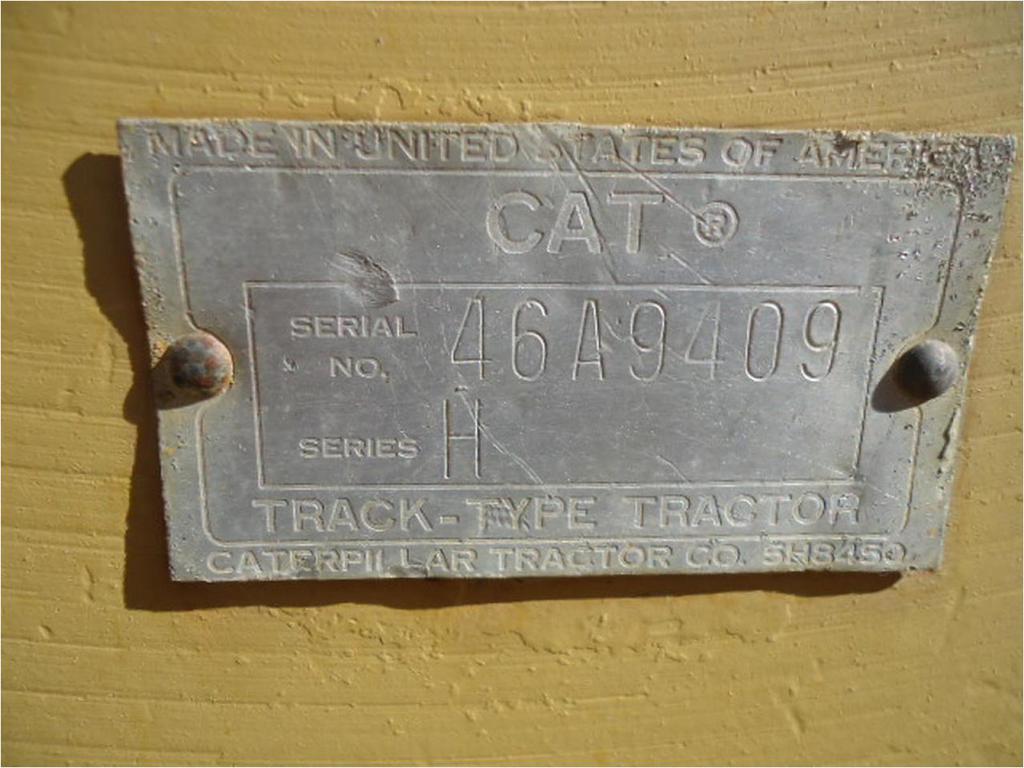 MADE IN UNITED STATES OF AMERICA
CAT ®
SERIAL NO. 46A9409
SERIES H
TRACK-TYPE TRACTOR
CATERPILLAR TRACTOR CO. 5H8450